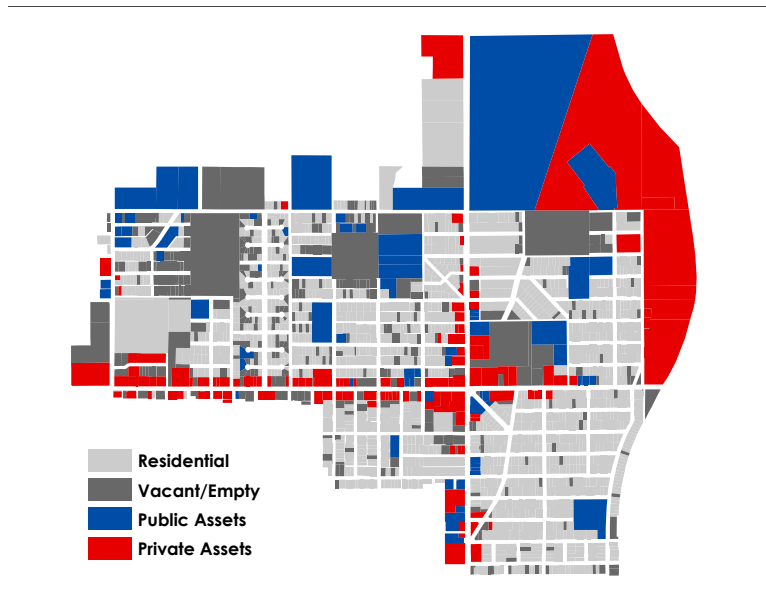 Residential
Vacant/Empty
Public Assets
Private Assets